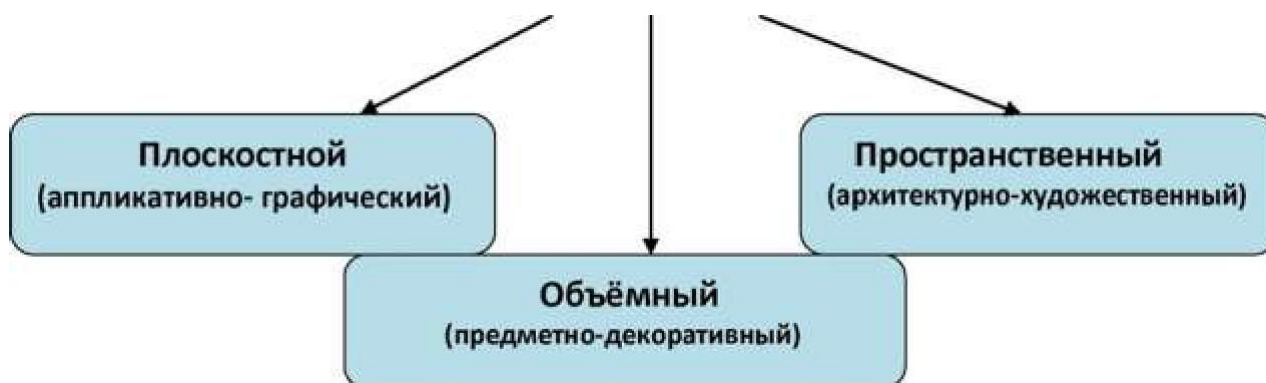 Плоскостной
(аппликативно- графический)
Пространственный
(архитектурно-художественный)
Объёмный
(предметно-декоративный)